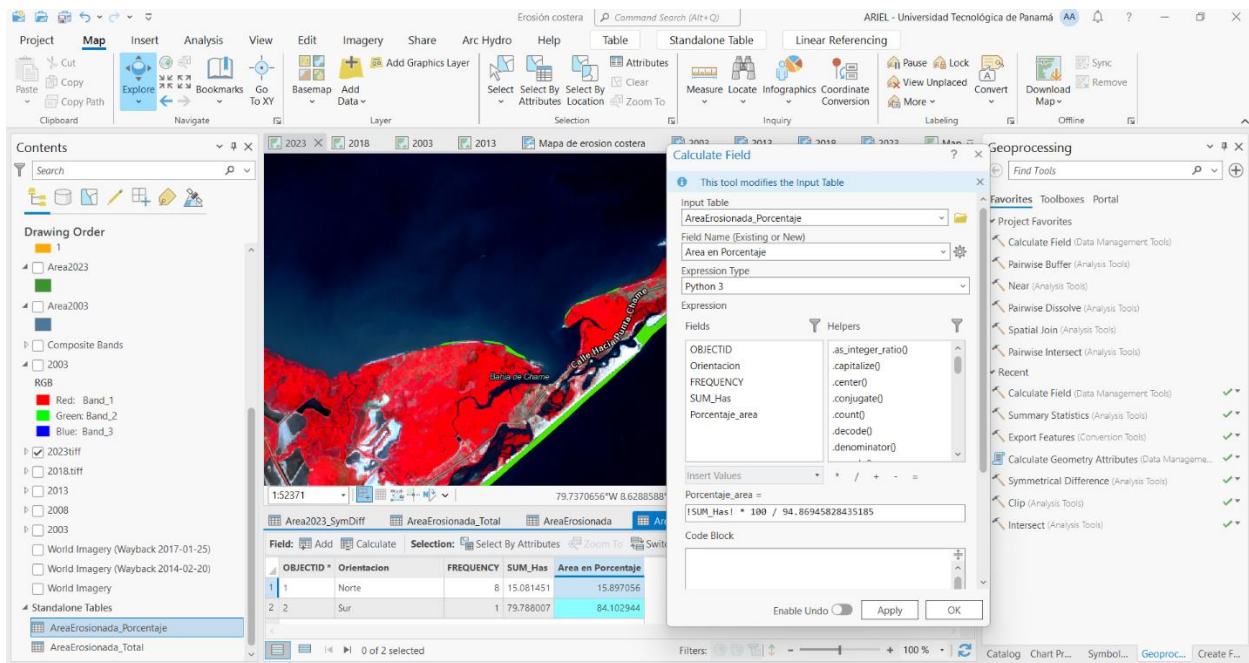 Erosión costera
Command Search (Alt+Q)
ARIEL - Universidad Tecnológica de Panamá AA ?
Project Map Insert Analysis View Edit Imagery Share Arc Hydro Help Table Standalone Table Linear Referencing
Paste
Cut
Copy
Copy Path
Explore
Bookmarks
Go To XY
Basemap
Add Data
Add Graphics Layer
Select
Select By Attributes
Select By Location
Attributes
Clear
Zoom To
Measure
Locate
Infographics
Coordinate Conversion
Pause
Lock
View Unplaced
More
Convert
Download Map
Sync
Remove
Clipboard Navigate Layer Selection Inquiry Labeling Offline
Contents
Search
Drawing Order
1
Area2023
Area2003
Composite Bands
2003
RGB
Red: Band_1
Green: Band_2
Blue: Band_3
2023tiff
2018.tiff
2013
2008
2003
World Imagery (Wayback 2017-01-25)
World Imagery (Wayback 2014-02-20)
World Imagery
Standalone Tables
AreaErosionada_Porcentaje
AreaErosionada_Total
2023 2018 2003 2013 Mapa de erosion costera 2003 2013 2018 2023 Map
Calle Hacia Punta Chame
Bahia de Chame
1:52371
79.7370656°W 8.6288588°
Area2023_SymDiff AreaErosionada_Total AreaErosionada
Field: Add Calculate Selection: Select By Attributes Zoom To
OBJECTID * Orientacion FREQUENCY SUM_Has Area en Porcentaje
1 1 Norte 8 15.081451 15.897056
2 2 Sur 1 79.788007 84.102944
0 of 2 selected
Filters:
100 %
Calculate Field ?
This tool modifies the Input Table
Input Table
AreaErosionada_Porcentaje
Field Name (Existing or New)
Area en Porcentaje
Expression Type
Python 3
Expression
Fields
OBJECTID
Orientacion
FREQUENCY
SUM_Has
Porcentaje_area
Helpers
.as_integer_ratio()
.capitalize()
.center()
.conjugate()
.count()
.decode()
.denominator()
Insert Values * / + - =
Porcentaje_area =
!SUM_Has! * 100 / 94.86945828435185
Code Block
Enable Undo Apply OK
Geoprocessing
Find Tools
Favorites Toolboxes Portal
Project Favorites
Calculate Field (Data Management Tools)
Pairwise Buffer (Analysis Tools)
Near (Analysis Tools)
Pairwise Dissolve (Analysis Tools)
Spatial Join (Analysis Tools)
Pairwise Intersect (Analysis Tools)
Recent
Calculate Field (Data Management Tools)
Summary Statistics (Analysis Tools)
Export Features (Conversion Tools)
Calculate Geometry Attributes (Data Manageme...
Symmetrical Difference (Analysis Tools)
Clip (Analysis Tools)
Intersect (Analysis Tools)
Catalog Chart Pr... Symbol... Geoproc... Create F...